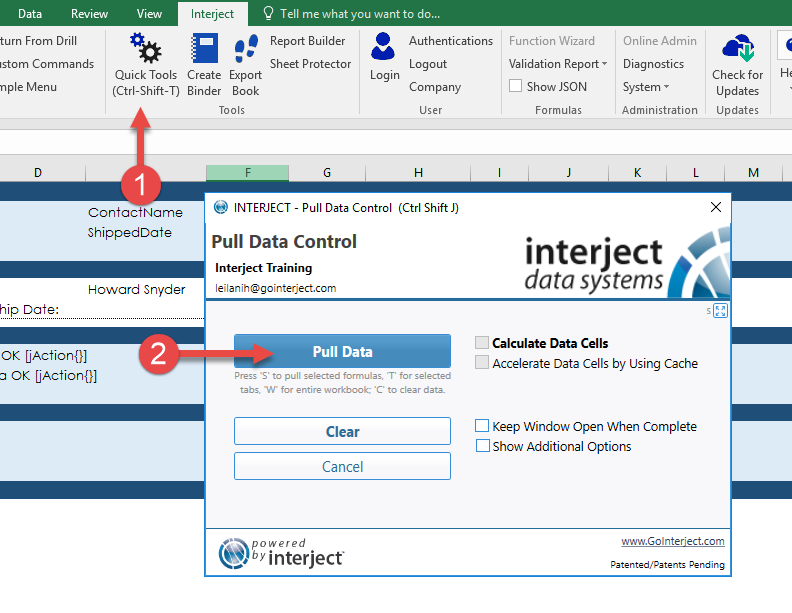 Data Review View Interject Tell me what you want to do...
turn From Drill
ustom Commands
mple Menu
Quick Tools
(Ctrl-Shift-T)
Create
Binder
Export
Book
Report Builder
Sheet Protector
Tools
Login
Authentications
Logout
Company
User
Function Wizard
Validation Report
Show JSON
Formulas
Online Admin
Diagnostics
System
Administration
Check for
Updates
Updates
He
D F G H I J K L M
1
ContactName
ShippedDate
Howard Snyder
hip Date:
OK [jAction{}]
a OK [jAction{}]
2
INTERJECT - Pull Data Control (Ctrl Shift J)
Pull Data Control
Interject Training
leilanih@gointerject.com
interject
data systems
s
Pull Data
Press 'S' to pull selected formulas, 'T' for selected
tabs, 'W' for entire workbook; 'C' to clear data.
Clear
Cancel
Calculate Data Cells
Accelerate Data Cells by Using Cache
Keep Window Open When Complete
Show Additional Options
powered
by interject
www.GoInterject.com
Patented/Patents Pending